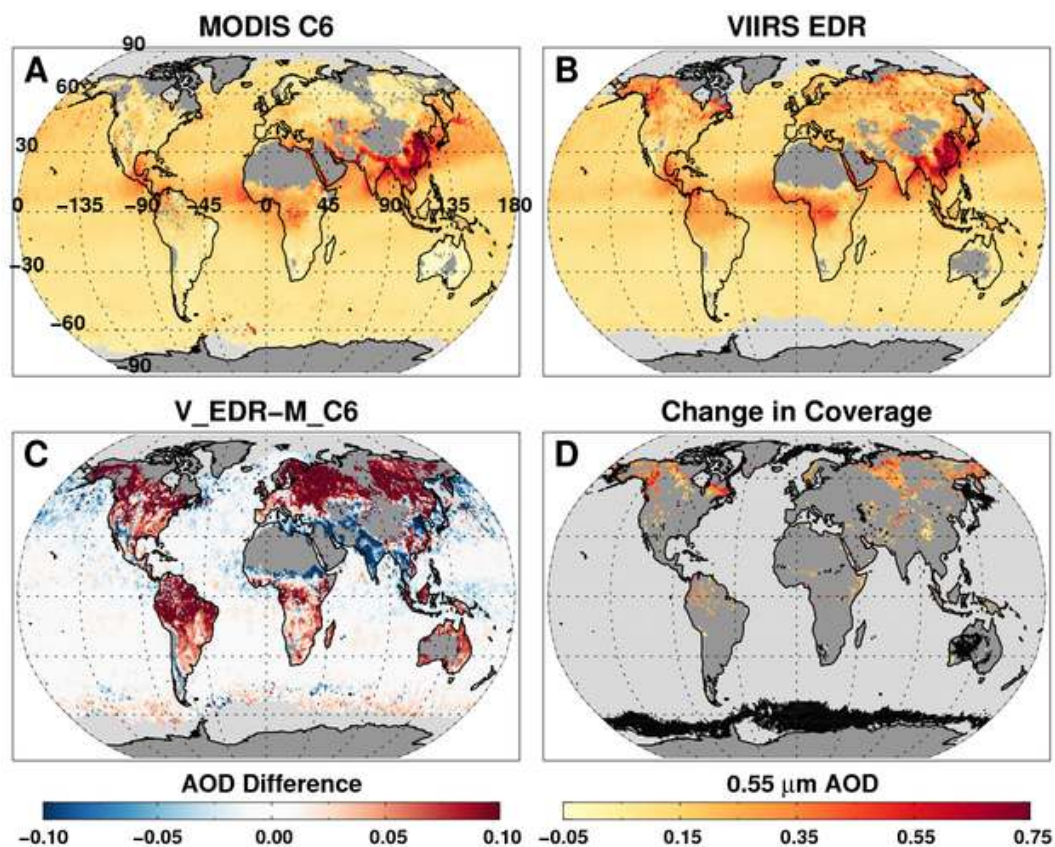 MODIS C6
VIIRS EDR
A
90
60
30
0 −135 −90 −45 0 45 90 135 180
−30
−60
−90
B
V_EDR−M_C6
Change in Coverage
C
D
AOD Difference
0.55 μm AOD
−0.10 −0.05 0.00 0.05 0.10
−0.05 0.15 0.35 0.55 0.75